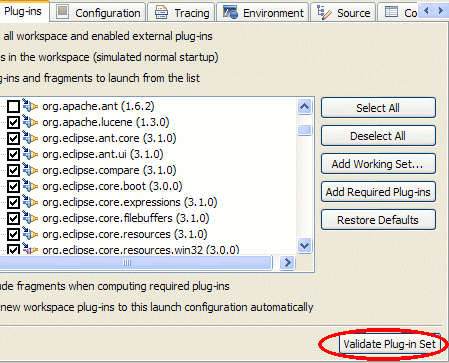 Plug-ins Configuration Tracing Environment Source Co
all workspace and enabled external plug-ins
s in the workspace (simulated normal startup)
g-ins and fragments to launch from the list
org.apache.ant (1.6.2)
org.apache.lucene (1.3.0)
org.eclipse.ant.core (3.1.0)
org.eclipse.ant.ui (3.1.0)
org.eclipse.compare (3.1.0)
org.eclipse.core.boot (3.0.0)
org.eclipse.core.expressions (3.1.0)
org.eclipse.core.filebuffers (3.1.0)
org.eclipse.core.resources (3.1.0)
org.eclipse.core.resources.win32 (3.0.0)
Select All
Deselect All
Add Working Set...
Add Required Plug-ins
Restore Defaults
ude fragments when computing required plug-ins
new workspace plug-ins to this launch configuration automatically
Validate Plug-in Set